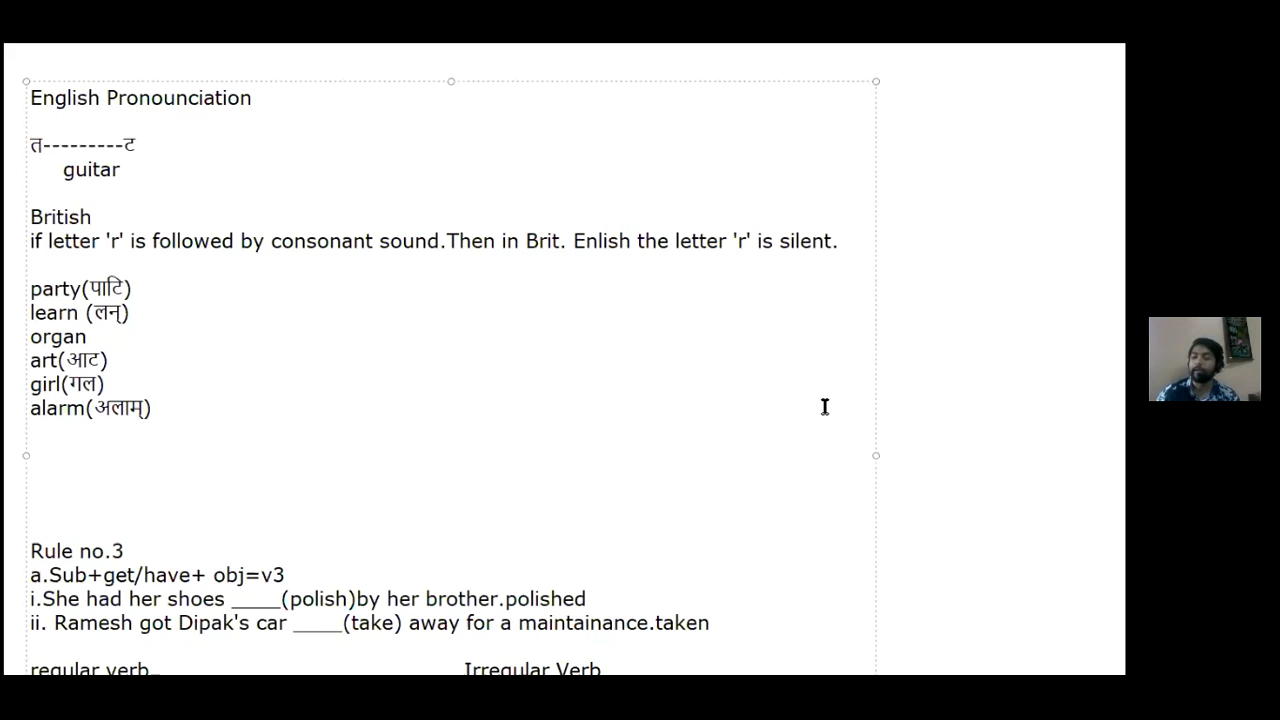 English Pronounciation
त---------ट
guitar
British
if letter 'r' is followed by consonant sound.Then in Brit. Enlish the letter 'r' is silent.
party(पाटि)
learn (लन्)
organ
art(आट)
girl(गल)
alarm(अलाम्)
Rule no.3
a.Sub+get/have+ obj=v3
i.She had her shoes _____(polish)by her brother.polished
ii. Ramesh got Dipak's car _____(take) away for a maintainance.taken
regular verb Irregular Verb